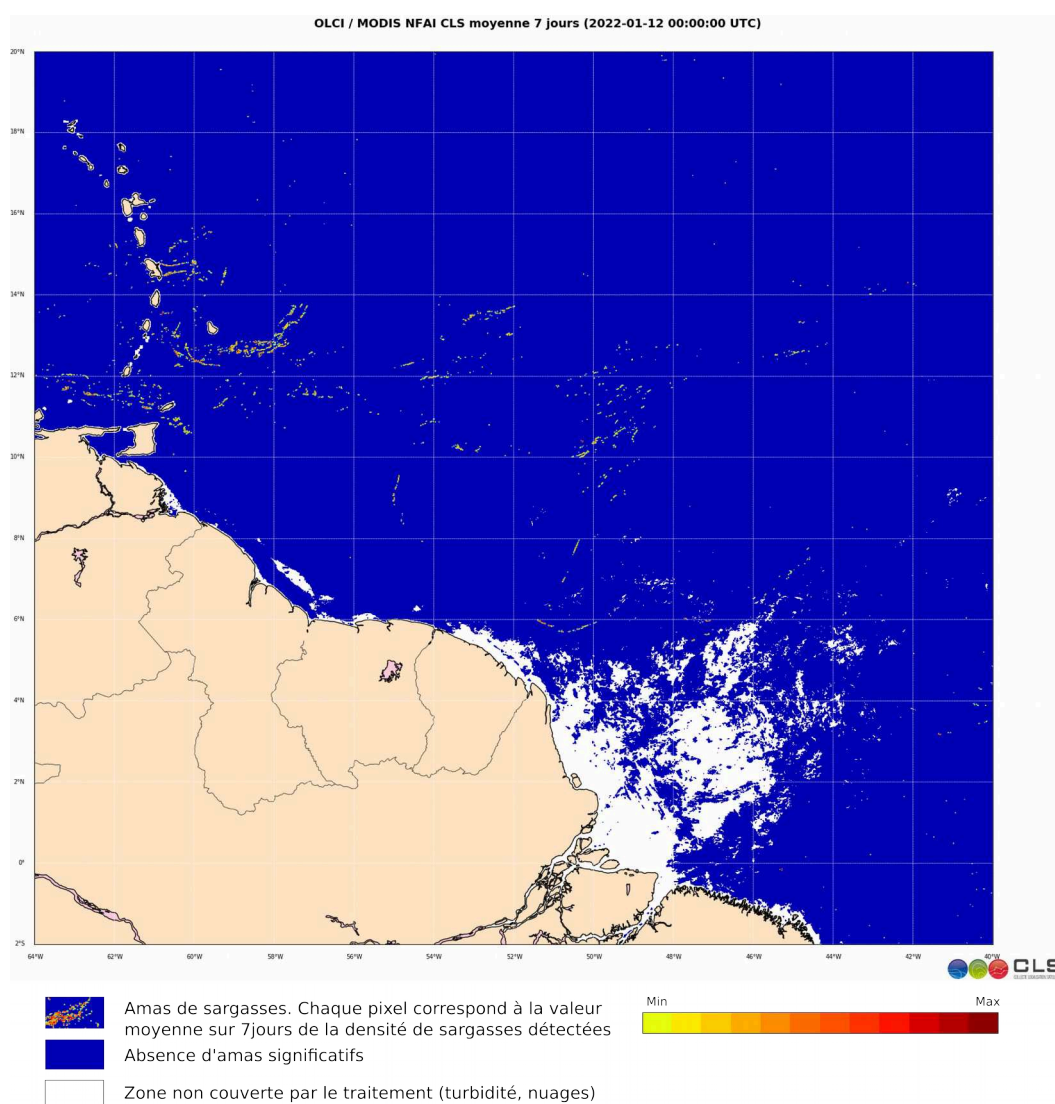 OLCI / MODIS NFAI CLS moyenne 7 jours (2022-01-12 00:00:00 UTC)
20°N
18°N
16°N
14°N
12°N
10°N
8°N
6°N
4°N
2°N
0°
2°S
64°W 62°W 60°W 58°W 56°W 54°W 52°W 50°W 48°W 46°W 44°W 42°W 40°W
CLS
Amas de sargasses. Chaque pixel correspond à la valeur
moyenne sur 7jours de la densité de sargasses détectées
Min Max
Absence d'amas significatifs
Zone non couverte par le traitement (turbidité, nuages)